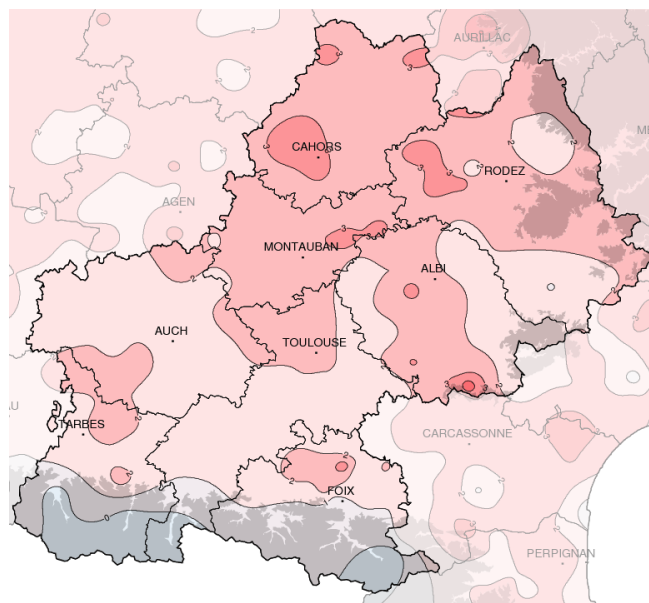 AURILLAC
CAHORS
RODEZ
AGEN
MONTAUBAN
ALBI
AUCH
TOULOUSE
TARBES
CARCASSONNE
FOIX
PERPIGNAN